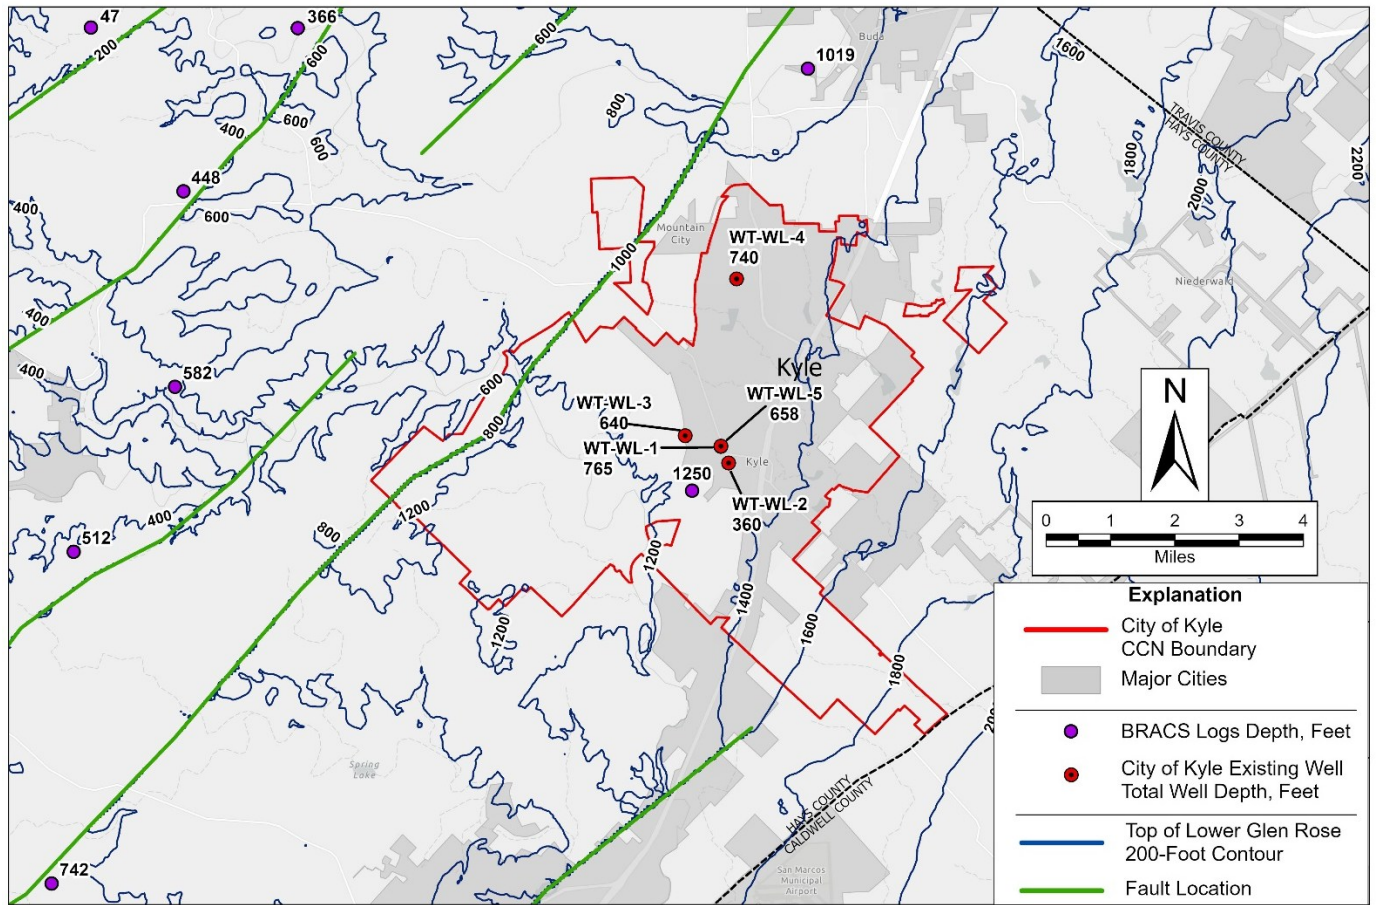 47
366
200
600
600
1019
Buda
1600
TRAVIS COUNTY
HAYS COUNTY
800
400
600
600
448
600
400
1800
2000
2200
Mountain
City
WT-WL-4
740
1000
Niederwald
400
400
582
600
800
Kyle
WT-WL-5
658
WT-WL-3
640
WT-WL-1
765
1250
Kyle
WT-WL-2
360
N
0 1 2 3 4
Miles
512
400
800
1200
1200
1200
1400
1600
1800
Spring
Lake
HAYS COUNTY
CALDWELL COUNTY
San Marcos
Municipal
Airport
742
Explanation
City of Kyle
CCN Boundary
Major Cities
BRACS Logs Depth, Feet
City of Kyle Existing Well
Total Well Depth, Feet
Top of Lower Glen Rose
200-Foot Contour
Fault Location